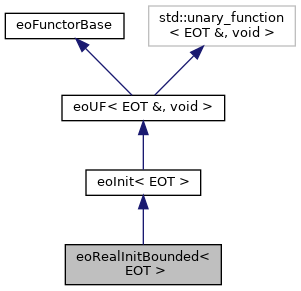 eoFunctorBase
std::unary_function
< EOT &, void >
eoUF< EOT &, void >
eoInit< EOT >
eoRealInitBounded<
EOT >